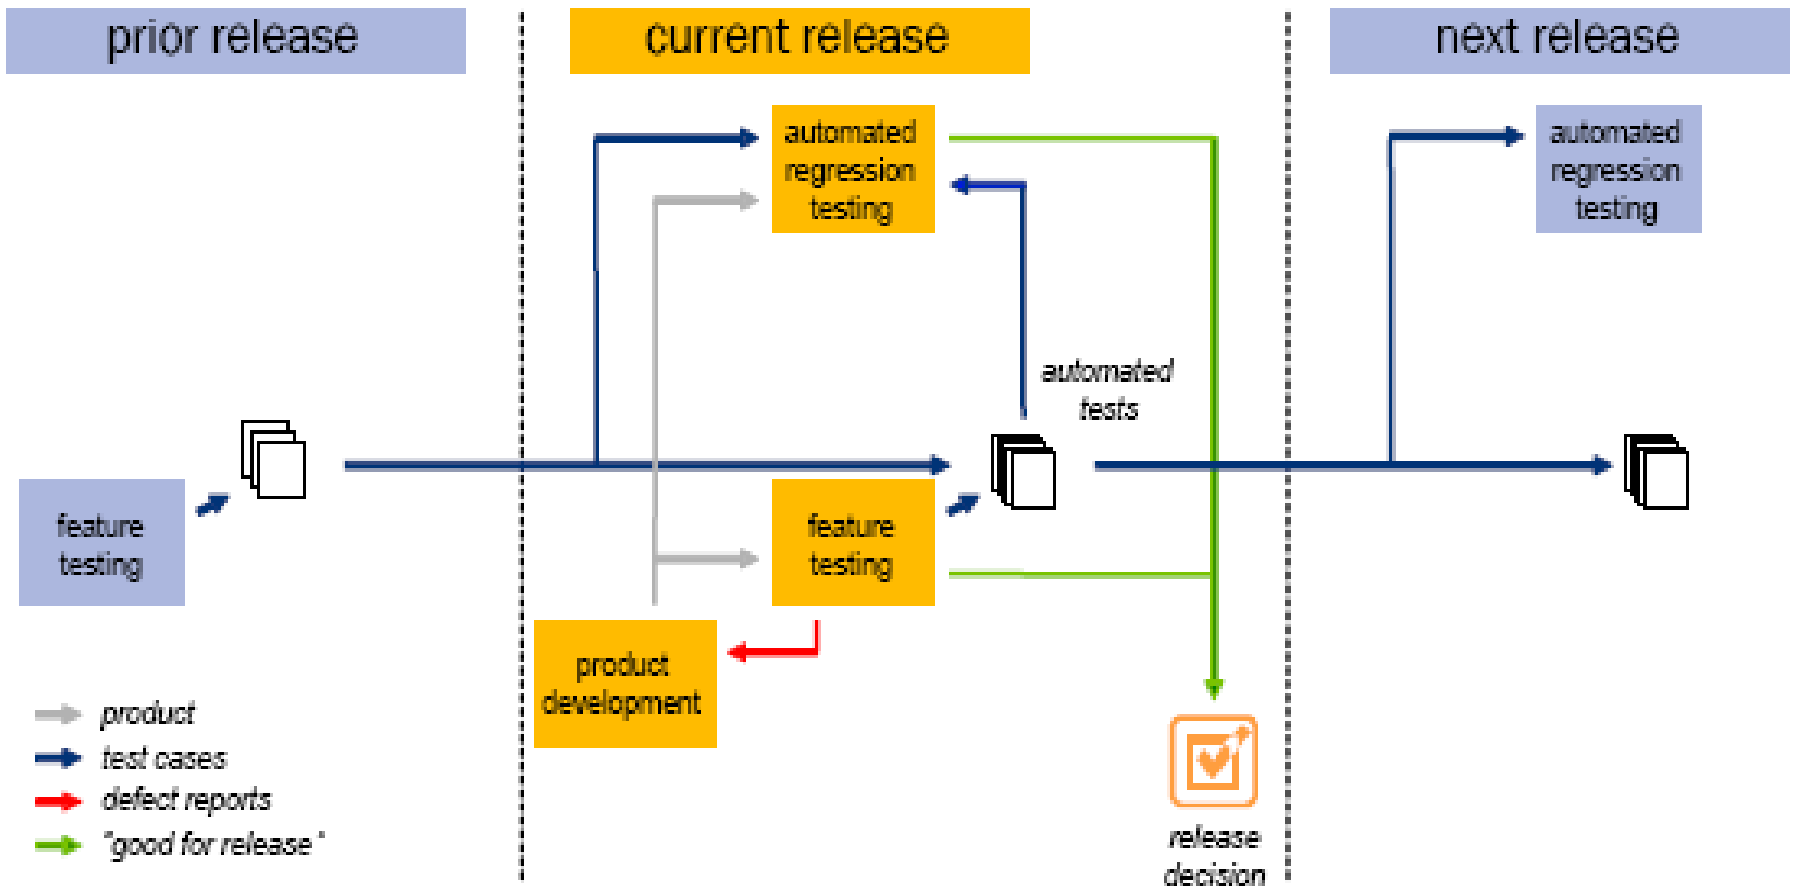 prior release
current release
next release
automated
regression
testing
automated
regression
testing
automated
tests
feature
testing
feature
testing
product
development
product
test cases
defect reports
"good for release"
release
decision